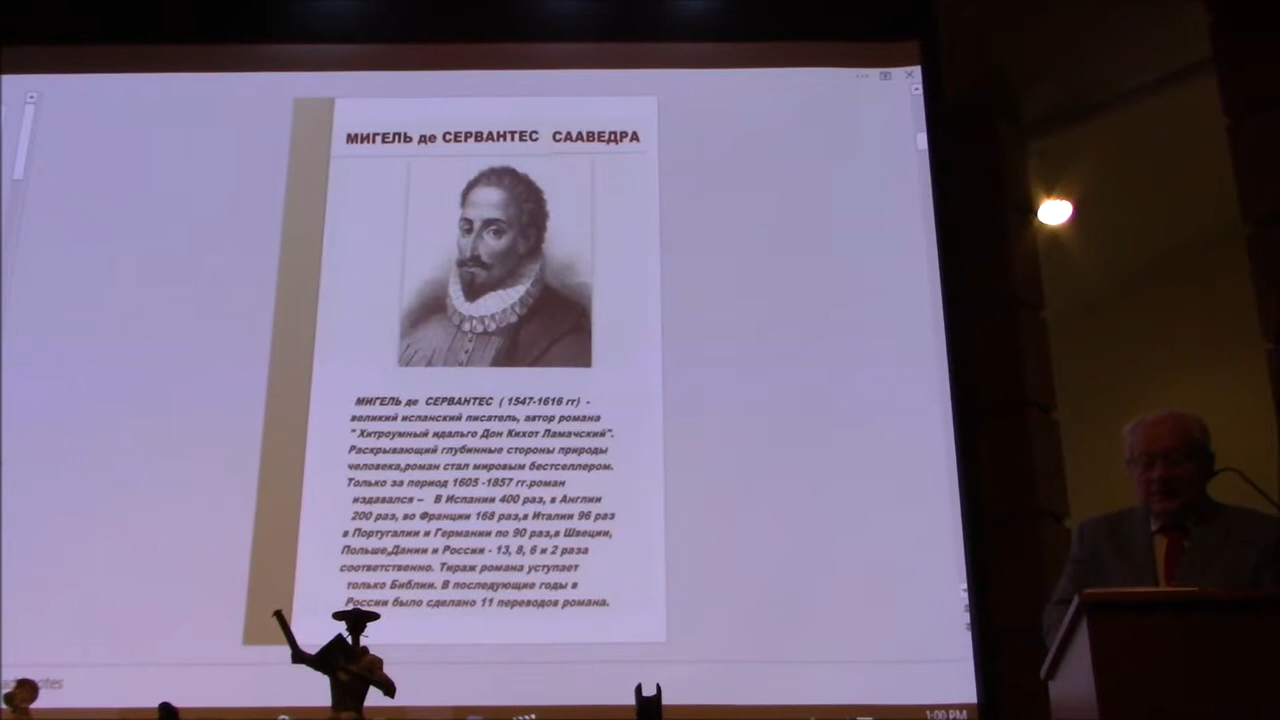 МИГЕЛЬ де СЕРВАНТЕС СААВЕДРА
МИГЕЛЬ де СЕРВАНТЕС ( 1547-1616 гг) -
великий испанский писатель, автор романа
" Хитроумный идальго Дон Кихот Ламачский".
Раскрывающий глубинные стороны природы
человека,роман стал мировым бестселлером.
Только за период 1605 -1857 гг.роман
издавался – В Испании 400 раз, в Англии
200 раз, во Франции 168 раз,в Италии 96 раз
в Португалии и Германии по 90 раз,в Швеции,
Польше,Дании и России - 13, 8, 6 и 2 раза
соответственно. Тираж романа уступает
только Библии. В последующие годы в
России было сделано 11 переводов романа.
notes
1:00 PM